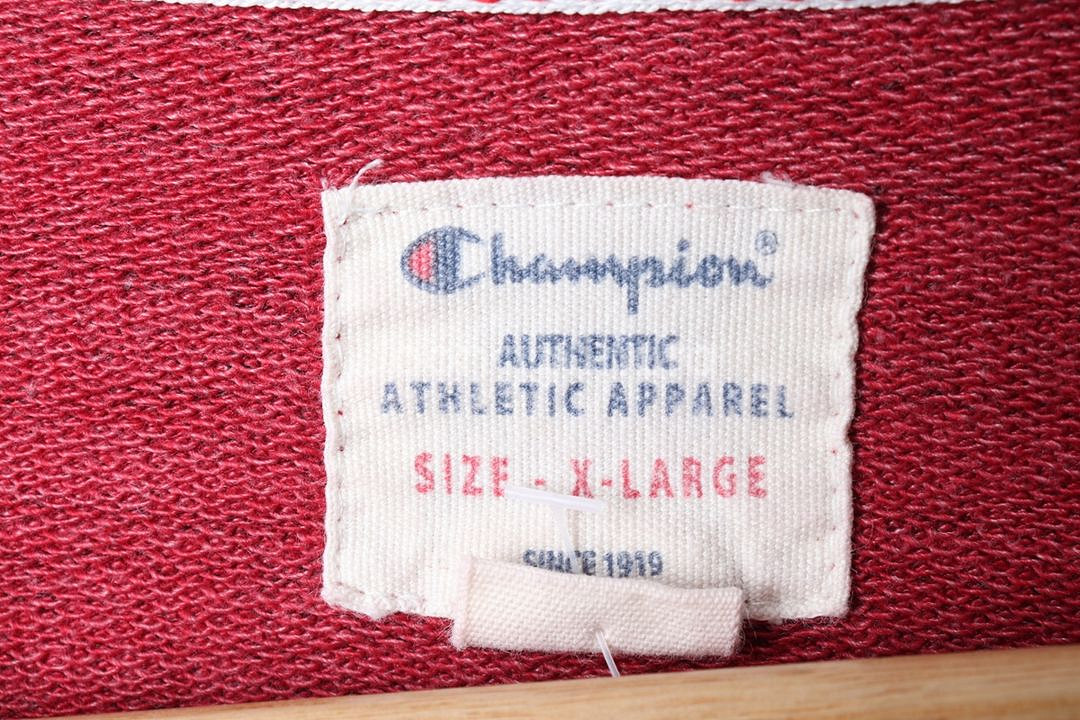 Champion®
AUTHENTIC
ATHLETIC APPAREL
SIZE - X-LARGE
SINCE 1919